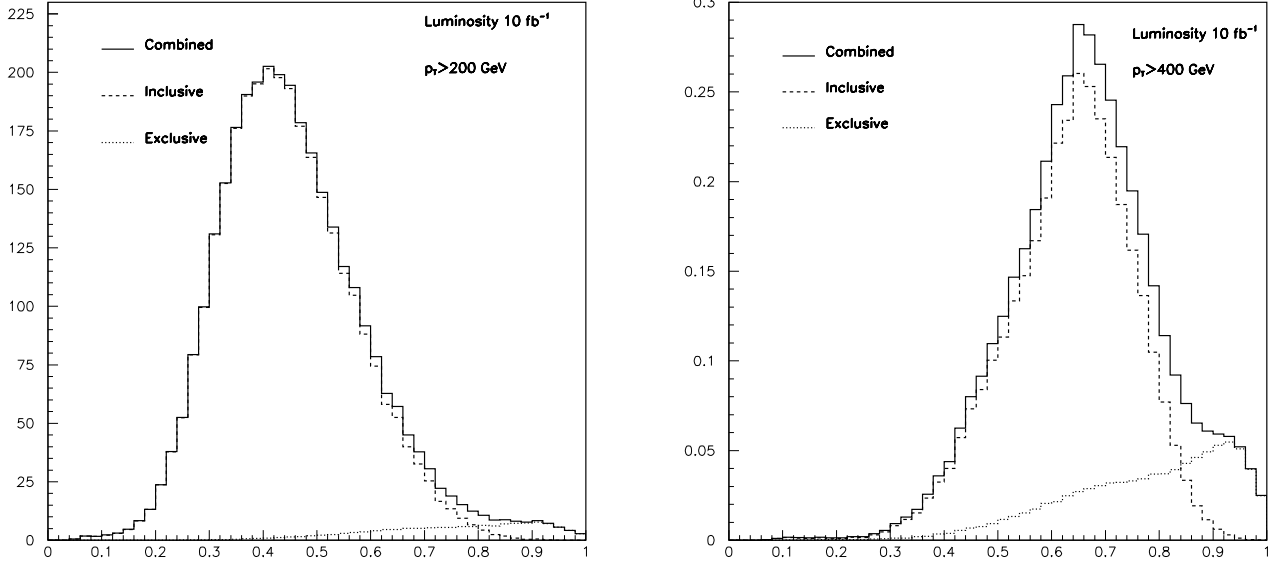 225
200
175
150
125
100
75
50
25
0
0 0.1 0.2 0.3 0.4 0.5 0.6 0.7 0.8 0.9 1
Luminosity 10 fb⁻¹
pT>200 GeV
Combined
Inclusive
Exclusive
0.3
0.25
0.2
0.15
0.1
0.05
0
0 0.1 0.2 0.3 0.4 0.5 0.6 0.7 0.8 0.9 1
Luminosity 10 fb⁻¹
pT>400 GeV
Combined
Inclusive
Exclusive